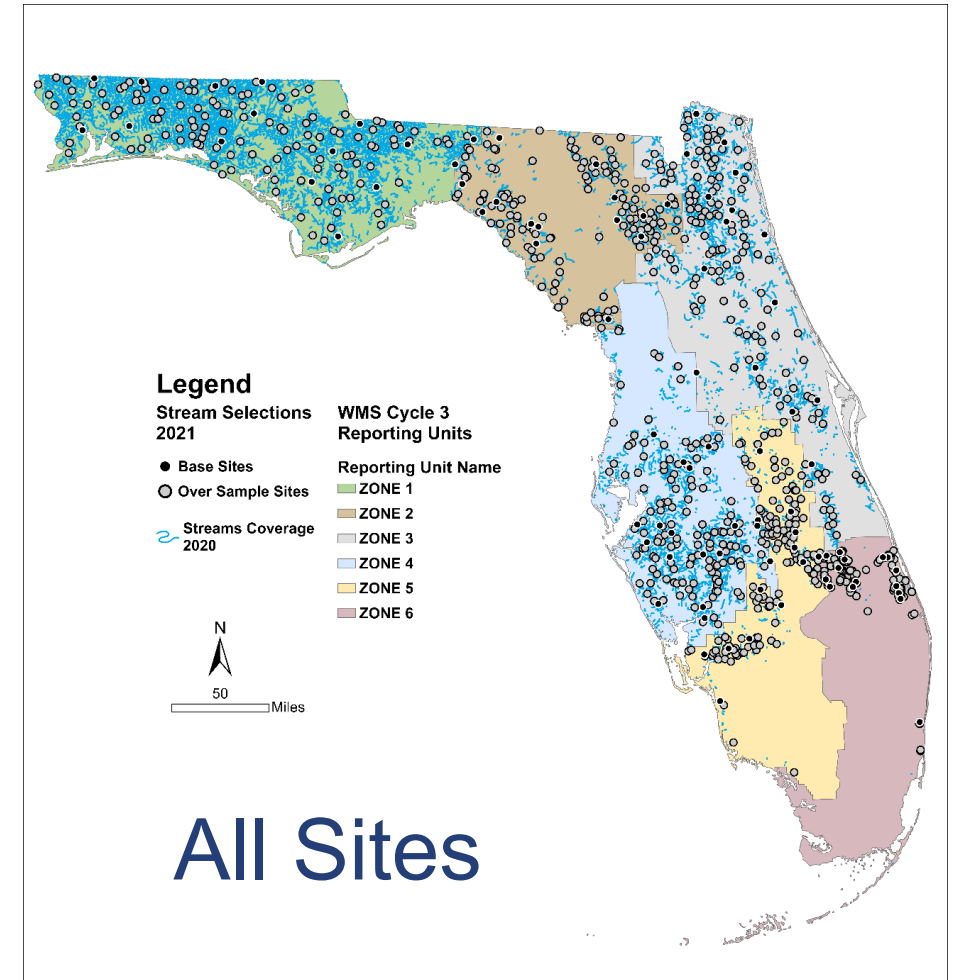 Legend
Stream Selections
2021
Base Sites
Over Sample Sites
Streams Coverage
2020
WMS Cycle 3
Reporting Units
Reporting Unit Name
ZONE 1
ZONE 2
ZONE 3
ZONE 4
ZONE 5
ZONE 6
N
50
Miles
All Sites